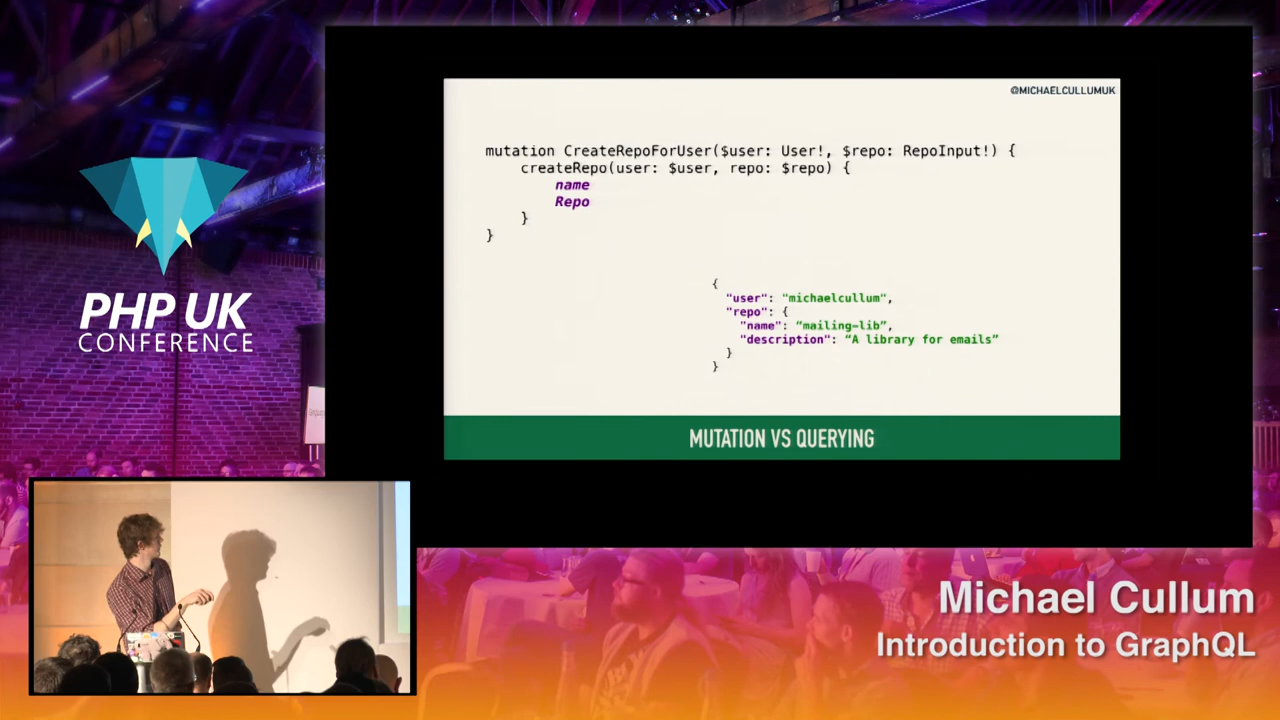 @MICHAELCULLUMUK
mutation CreateRepoForUser($user: User!, $repo: RepoInput!) {
createRepo(user: $user, repo: $repo) {
name
Repo
}
}
{
"user": "michaelcullum",
"repo": {
"name": “mailing-lib”,
"description": “A library for emails”
}
}
MUTATION VS QUERYING
PHP UK
CONFERENCE
Michael Cullum
Introduction to GraphQL